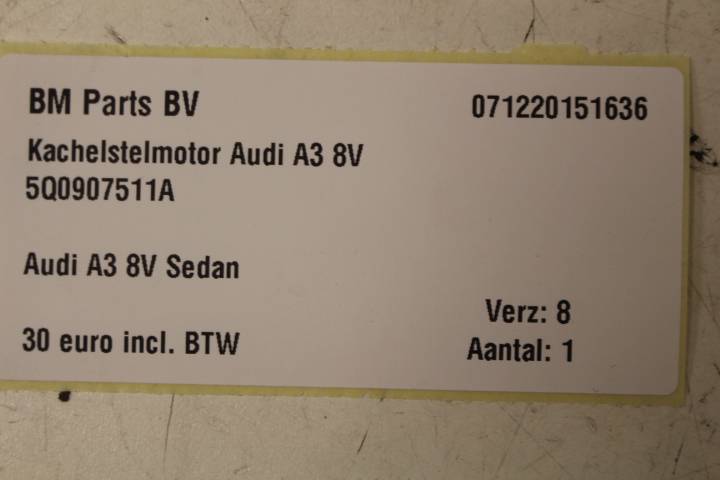 BM Parts BV 071220151636
Kachelstelmotor Audi A3 8V
5Q0907511A
Audi A3 8V Sedan
Verz: 8
30 euro incl. BTW Aantal: 1